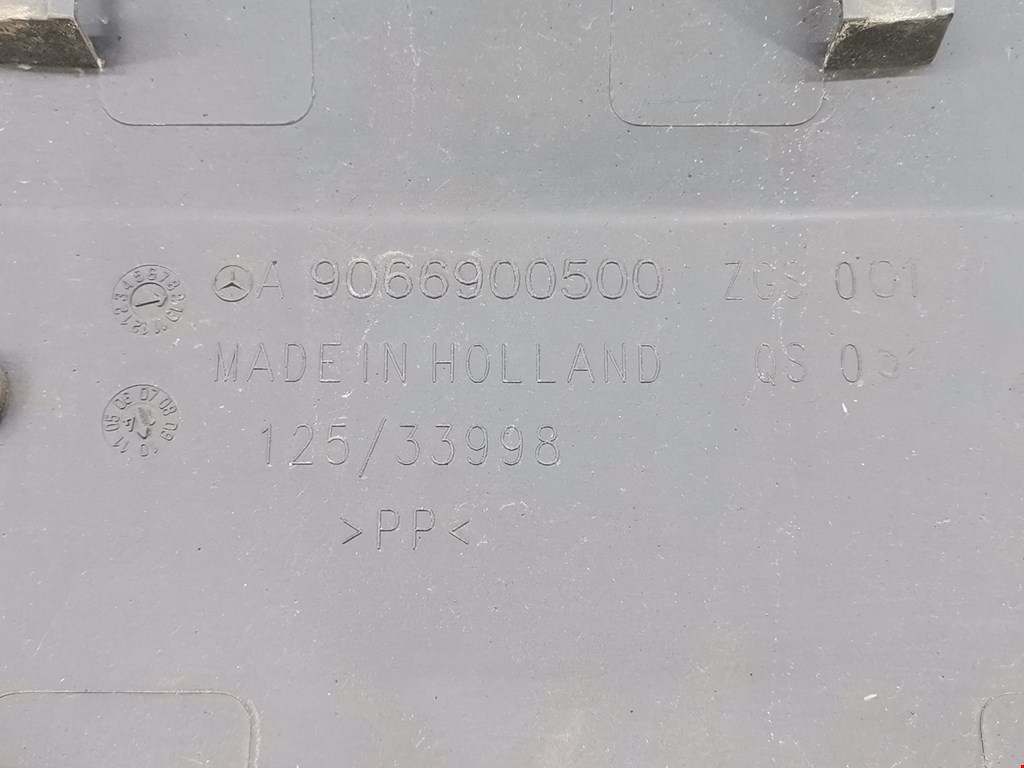 A 9066900500 ZGS 001
MADE IN HOLLAND QS 0
125/33998
>PP<